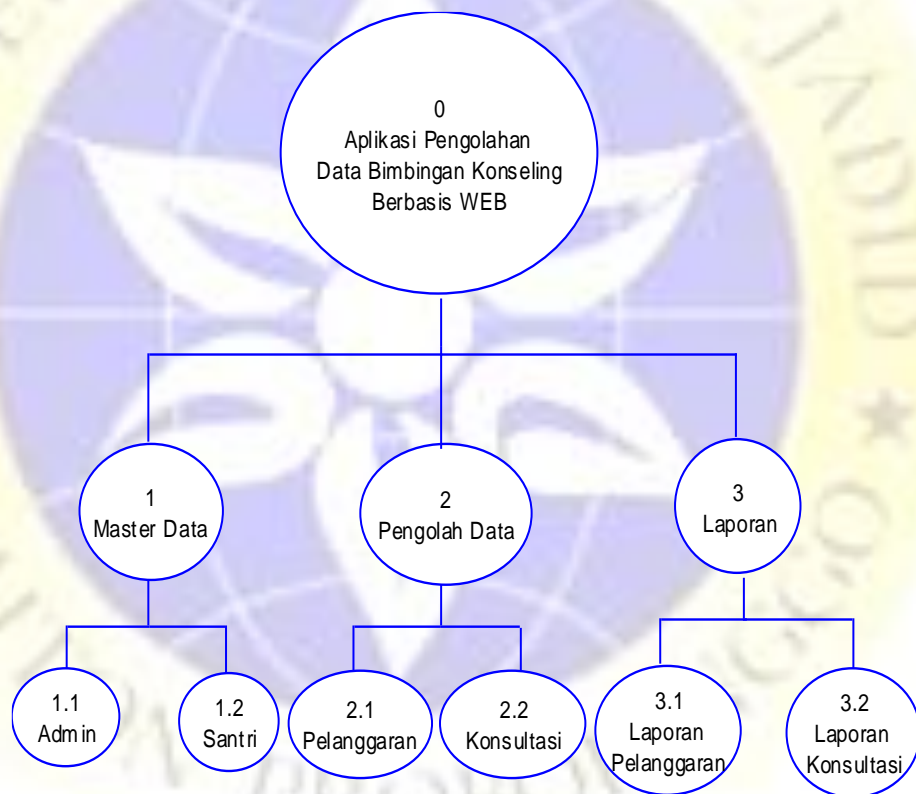 0
Aplikasi Pengolahan
Data Bimbingan Konseling
Berbasis WEB
1
Master Data
2
Pengolah Data
3
Laporan
1.1
Admin
1.2
Santri
2.1
Pelanggaran
2.2
Konsultasi
3.1
Laporan
Pelanggaran
3.2
Laporan
Konsultasi
JADID